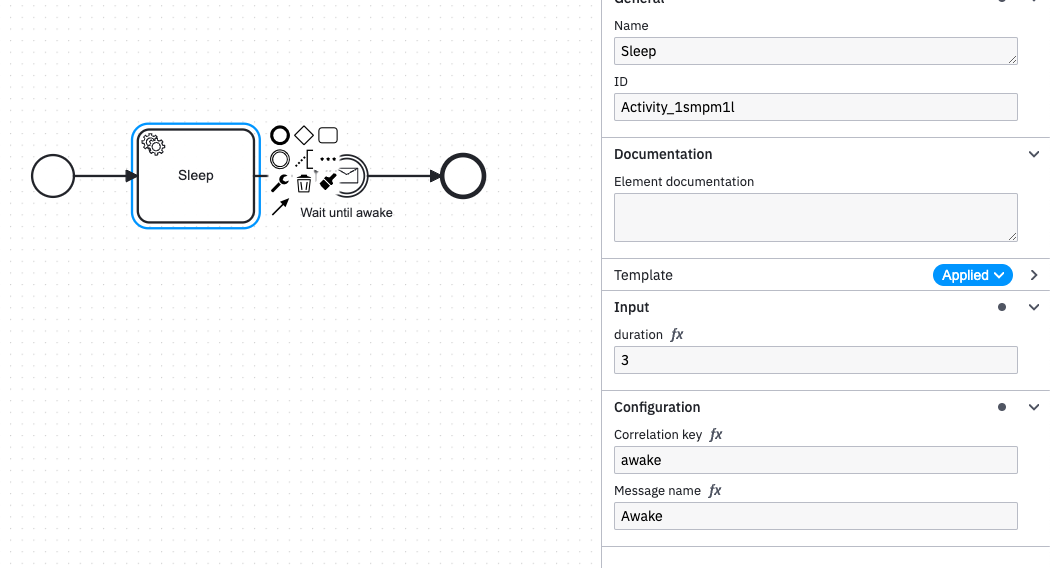 General
Name
Sleep
ID
Activity_1smpm1l
Documentation
Element documentation
Template
Applied
Input
duration fx
3
Configuration
Correlation key fx
awake
Message name fx
Awake
Sleep
Wait until awake